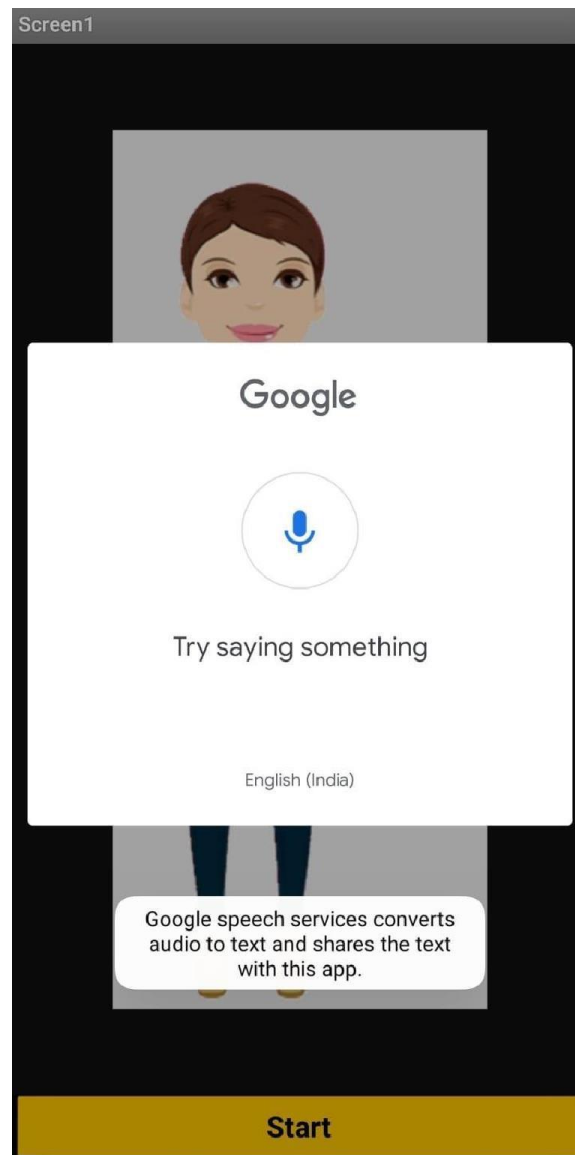 Screen1
Google
Try saying something
English (India)
Google speech services converts
audio to text and shares the text
with this app.
Start